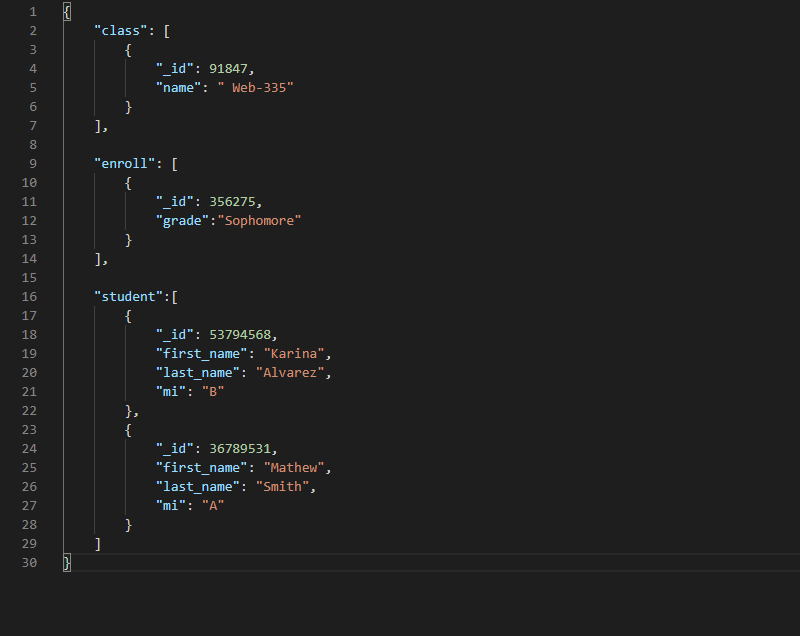 1 {
2     "class": [
3         {
4             "_id": 91847,
5             "name": " Web-335"
6         }
7     ],
8
9     "enroll": [
10         {
11             "_id": 356275,
12             "grade":"Sophomore"
13         }
14     ],
15
16     "student":[
17         {
18             "_id": 53794568,
19             "first_name": "Karina",
20             "last_name": "Alvarez",
21             "mi": "B"
22         },
23         {
24             "_id": 36789531,
25             "first_name": "Mathew",
26             "last_name": "Smith",
27             "mi": "A"
28         }
29     ]
30 }